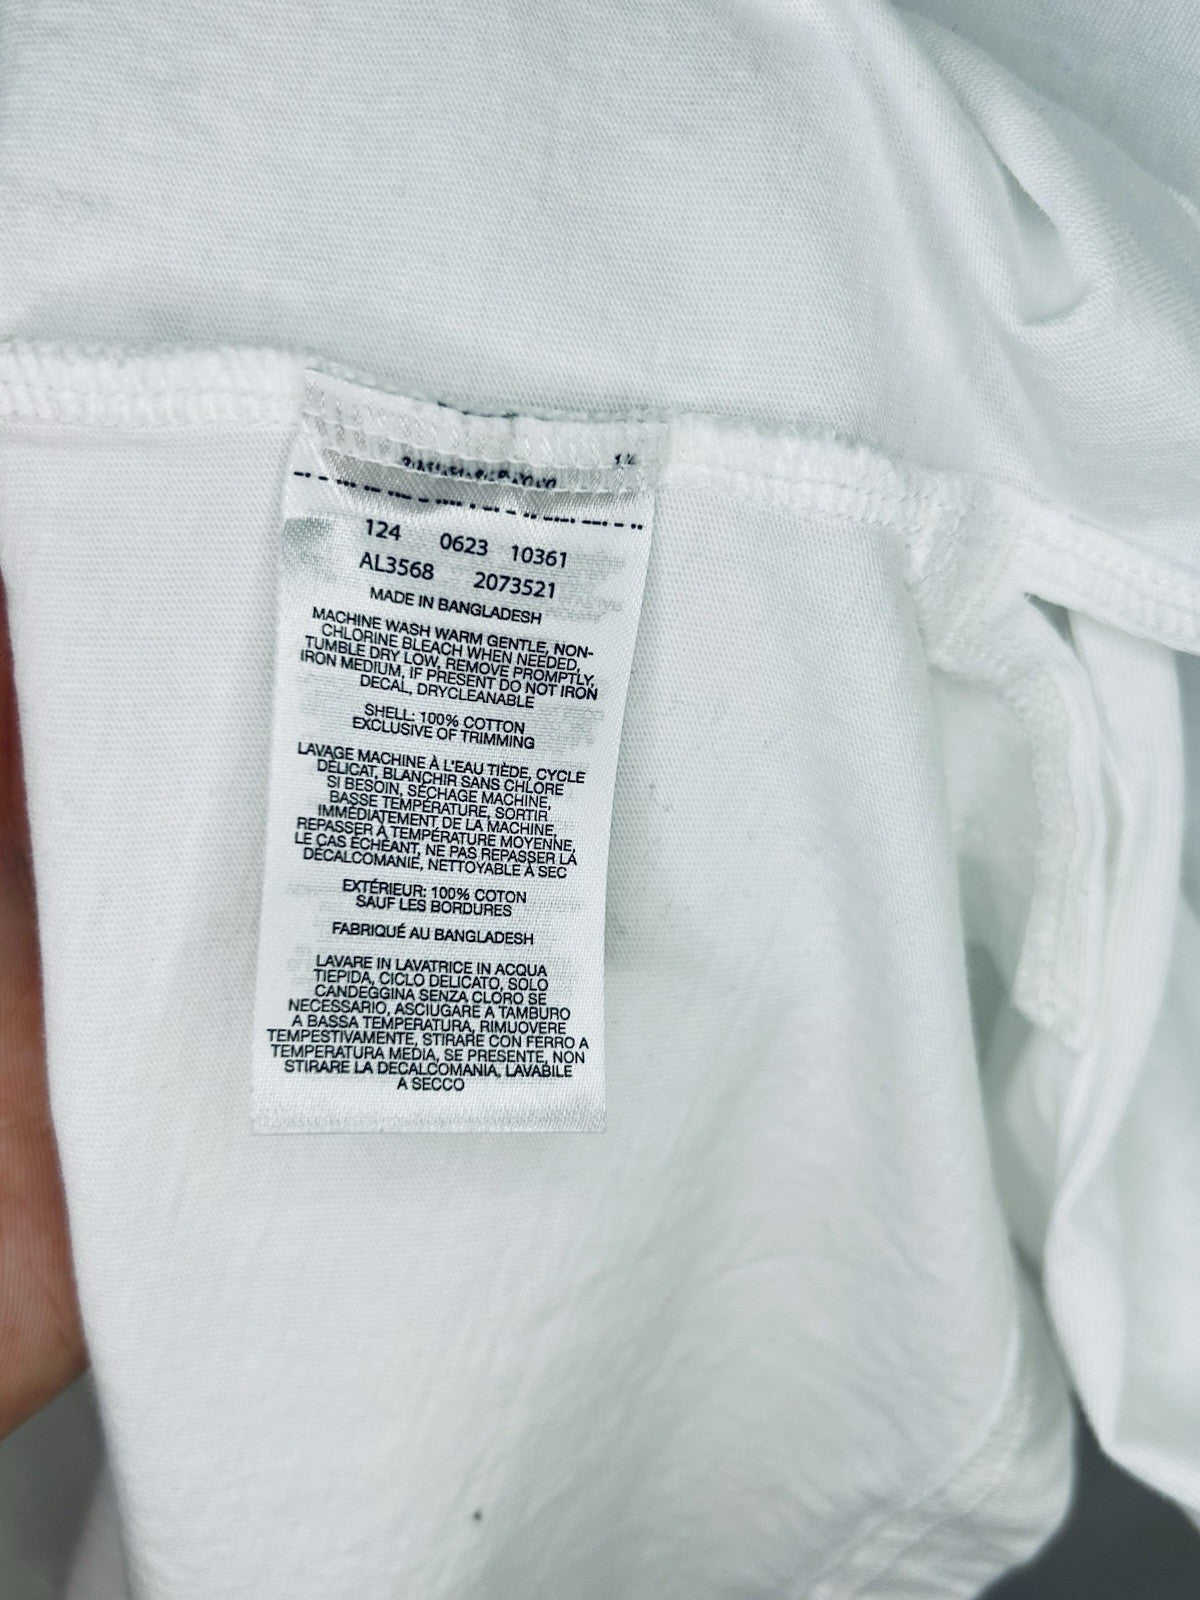 124 0623 10361
AL3568 2073521
MADE IN BANGLADESH
MACHINE WASH WARM GENTLE, NON-
CHLORINE BLEACH WHEN NEEDED,
TUMBLE DRY LOW, REMOVE PROMPTLY,
IRON MEDIUM, IF PRESENT DO NOT IRON
DECAL, DRYCLEANABLE
SHELL: 100% COTTON
EXCLUSIVE OF TRIMMING
LAVAGE MACHINE À L'EAU TIÈDE, CYCLE
DÉLICAT, BLANCHIR SANS CHLORE
SI BESOIN, SÉCHAGE MACHINE,
BASSE TEMPÉRATURE, SORTIR
IMMÉDIATEMENT DE LA MACHINE,
REPASSER À TEMPÉRATURE MOYENNE,
LE CAS ÉCHÉANT, NE PAS REPASSER LA
DÉCALCOMANIE, NETTOYABLE À SEC
EXTÉRIEUR: 100% COTON
SAUF LES BORDURES
FABRIQUÉ AU BANGLADESH
LAVARE IN LAVATRICE IN ACQUA
TIEPIDA, CICLO DELICATO, SOLO
CANDEGGINA SENZA CLORO SE
NECESSARIO, ASCIUGARE A TAMBURO
A BASSA TEMPERATURA, RIMUOVERE
TEMPESTIVAMENTE, STIRARE CON FERRO A
TEMPERATURA MEDIA, SE PRESENTE, NON
STIRARE LA DECALCOMANIA, LAVABILE
A SECCO